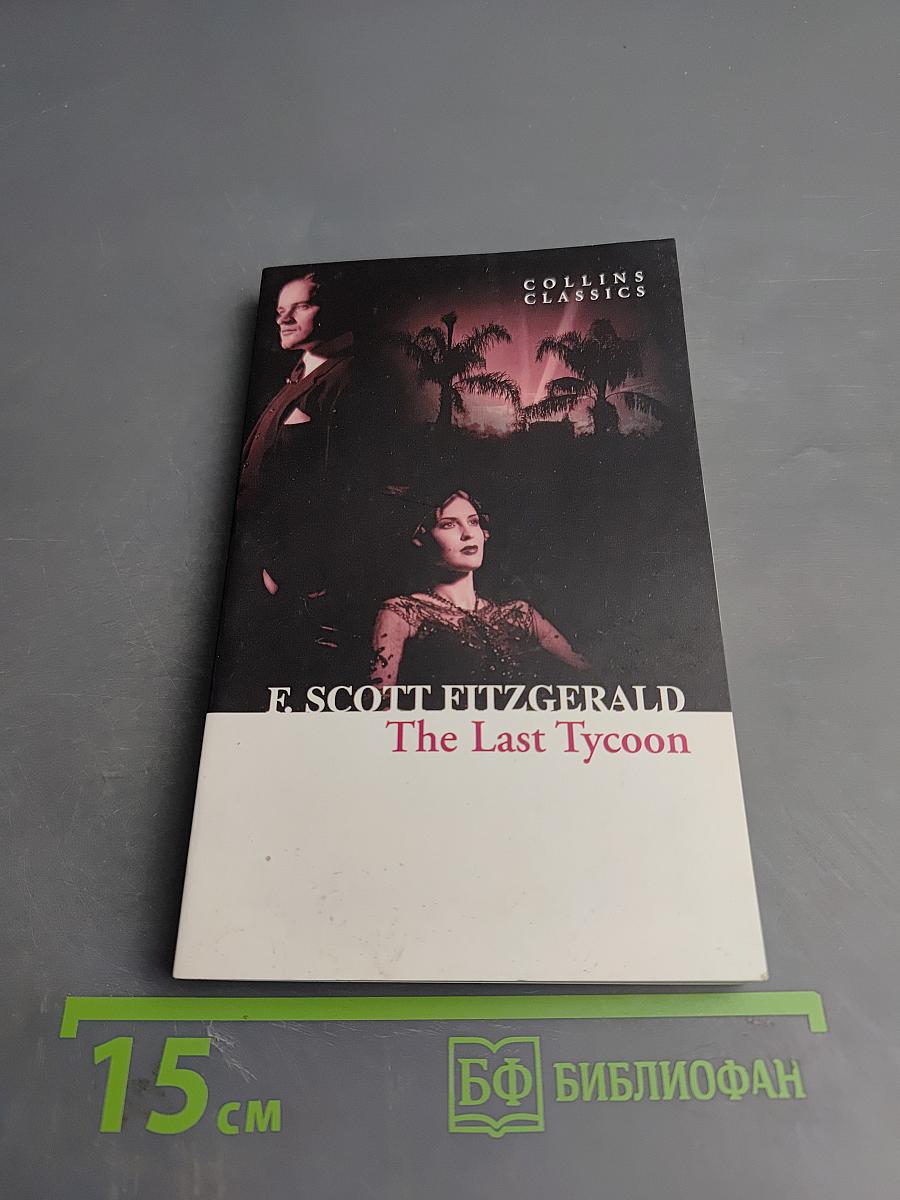 COLLINS
CLASSICS
F. SCOTT FITZGERALD
The Last Tycoon
15 см
БФ БИБЛИОФАН